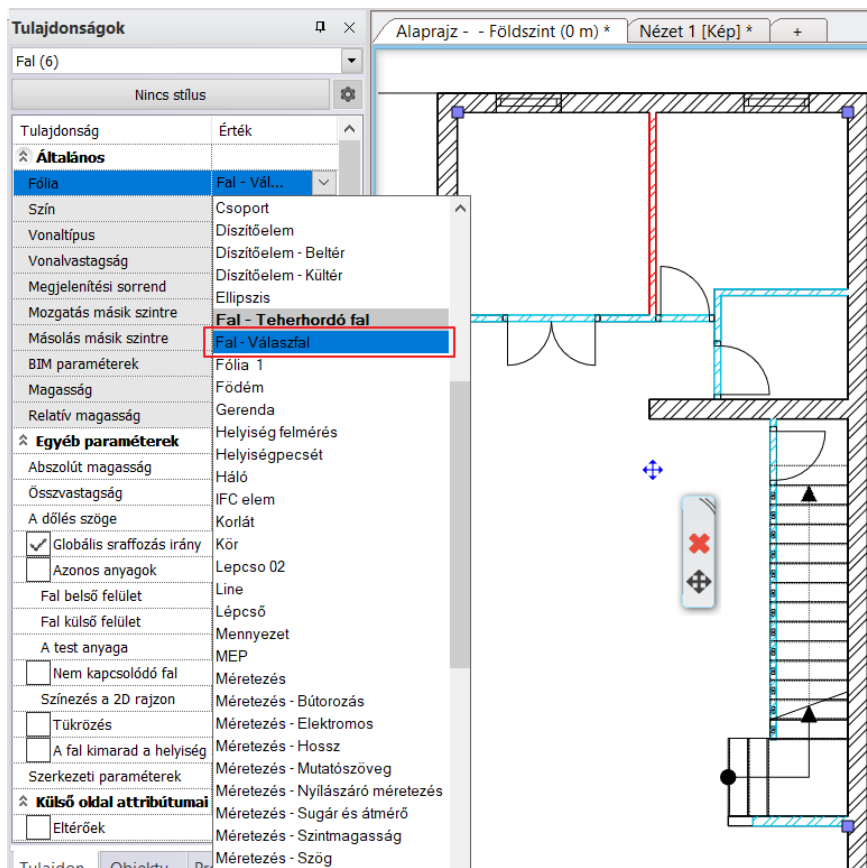 Tulajdonságok
Fal (6)
Nincs stílus
Tulajdonság Érték
Általános
Fólia Fal - Vál...
Szín
Vonaltípus
Vonalvastagság
Megjelenítési sorrend
Mozgatás másik szintre
Másolás másik szintre
BIM paraméterek
Magasság
Relatív magasság
Egyéb paraméterek
Abszolút magasság
Összvastagság
A dőlés szöge
Globális sraffozás irány
Azonos anyagok
Fal belső felület
Fal külső felület
A test anyaga
Nem kapcsolódó fal
Színezés a 2D rajzon
Tükrözés
A fal kimarad a helyiség
Szerkezeti paraméterek
Külső oldal attribútumai
Eltérőek
Tulajdon Objektu Pr
Csoport
Díszítőelem
Díszítőelem - Beltér
Díszítőelem - Kültér
Ellipszis
Fal - Teherhordó fal
Fal - Válaszfal
Fólia 1
Födém
Gerenda
Helyiség felmérés
Helyiségpecsét
Háló
IFC elem
Korlát
Kör
Lepcso 02
Line
Lépcső
Mennyezet
MEP
Méretezés
Méretezés - Bútorozás
Méretezés - Elektromos
Méretezés - Hossz
Méretezés - Mutatószöveg
Méretezés - Nyílászáró méretezés
Méretezés - Sugár és átmérő
Méretezés - Szintmagasság
Méretezés - Szög
Alaprajz - - Földszint (0 m) * Nézet 1 [Kép] * +